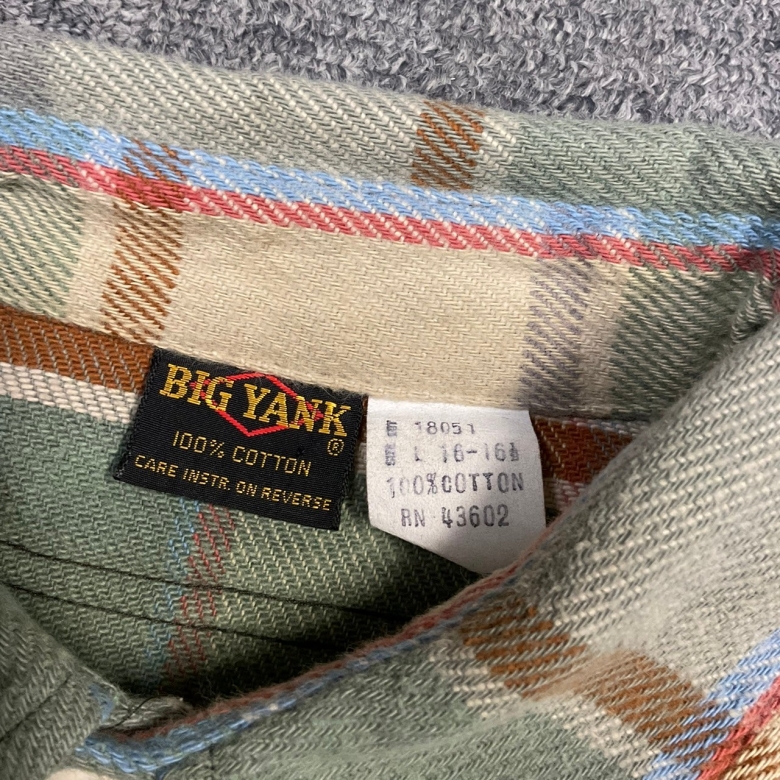 BIG YANK
®
100% COTTON
CARE INSTR. ON REVERSE
18051
L 16-16½
100%COTTON
RN 43602